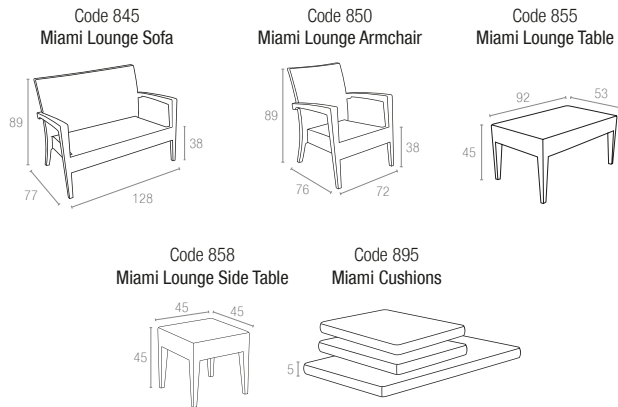 Code 845
Miami Lounge Sofa
89
38
77
128
Code 850
Miami Lounge Armchair
89
38
76
72
Code 855
Miami Lounge Table
92
53
45
Code 858
Miami Lounge Side Table
45
45
45
Code 895
Miami Cushions
5